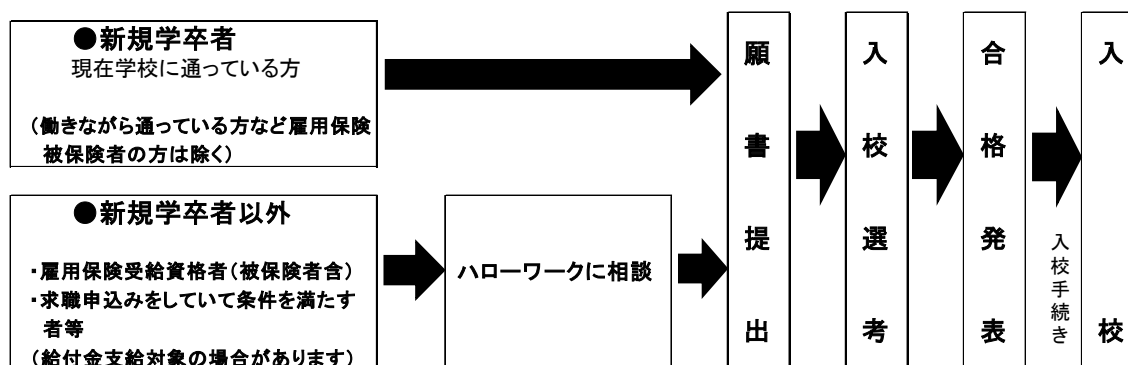 ●新規学卒者
現在学校に通っている方
（働きながら通っている方など雇用保険
被保険者の方は除く）
●新規学卒者以外
・雇用保険受給資格者（被保険者含）
・求職申込みをしていて条件を満たす
者等
（給付金支給対象の場合があります）
ハローワークに相談
願書提出
入校選考
合格発表
入校手続き
入校